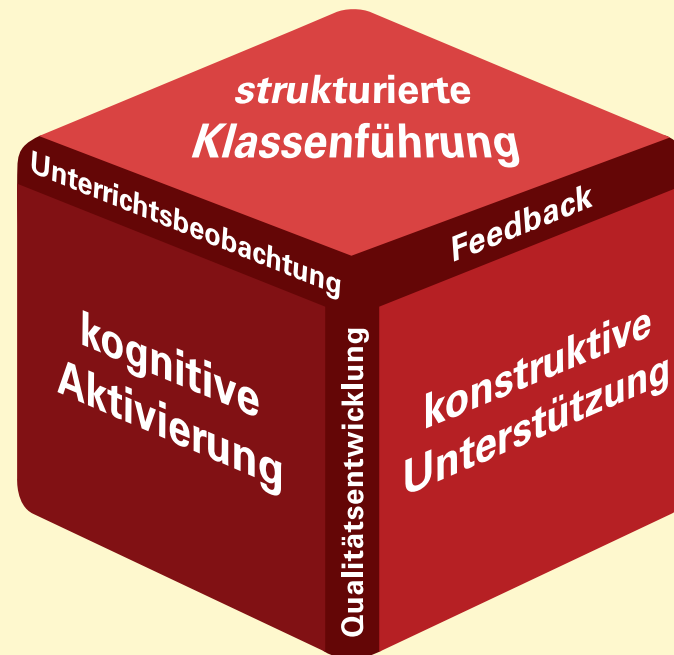 strukturierte
Klassenführung
Unterrichtsbeobachtung
Feedback
kognitive
Aktivierung
Qualitätsentwicklung
konstruktive
Unterstützung